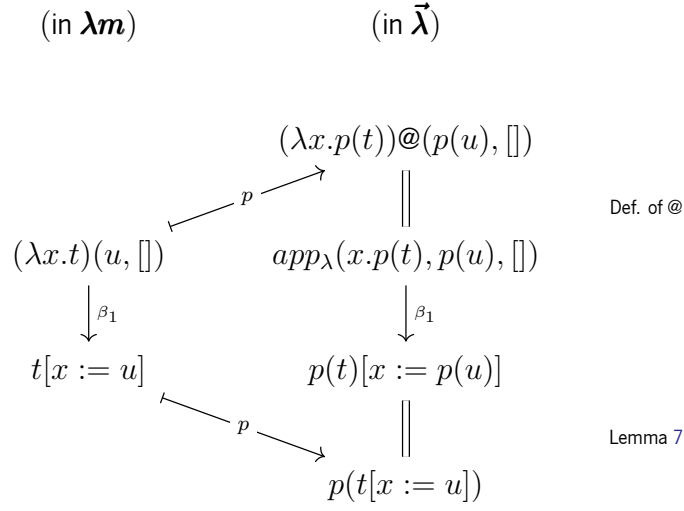 (in λm) (in λ⃗)
(λx.p(t))@(p(u), [])
p
Def. of @
(λx.t)(u, []) app_λ(x.p(t), p(u), [])
β₁ β₁
t[x := u] p(t)[x := p(u)]
p
Lemma 7
p(t[x := u])